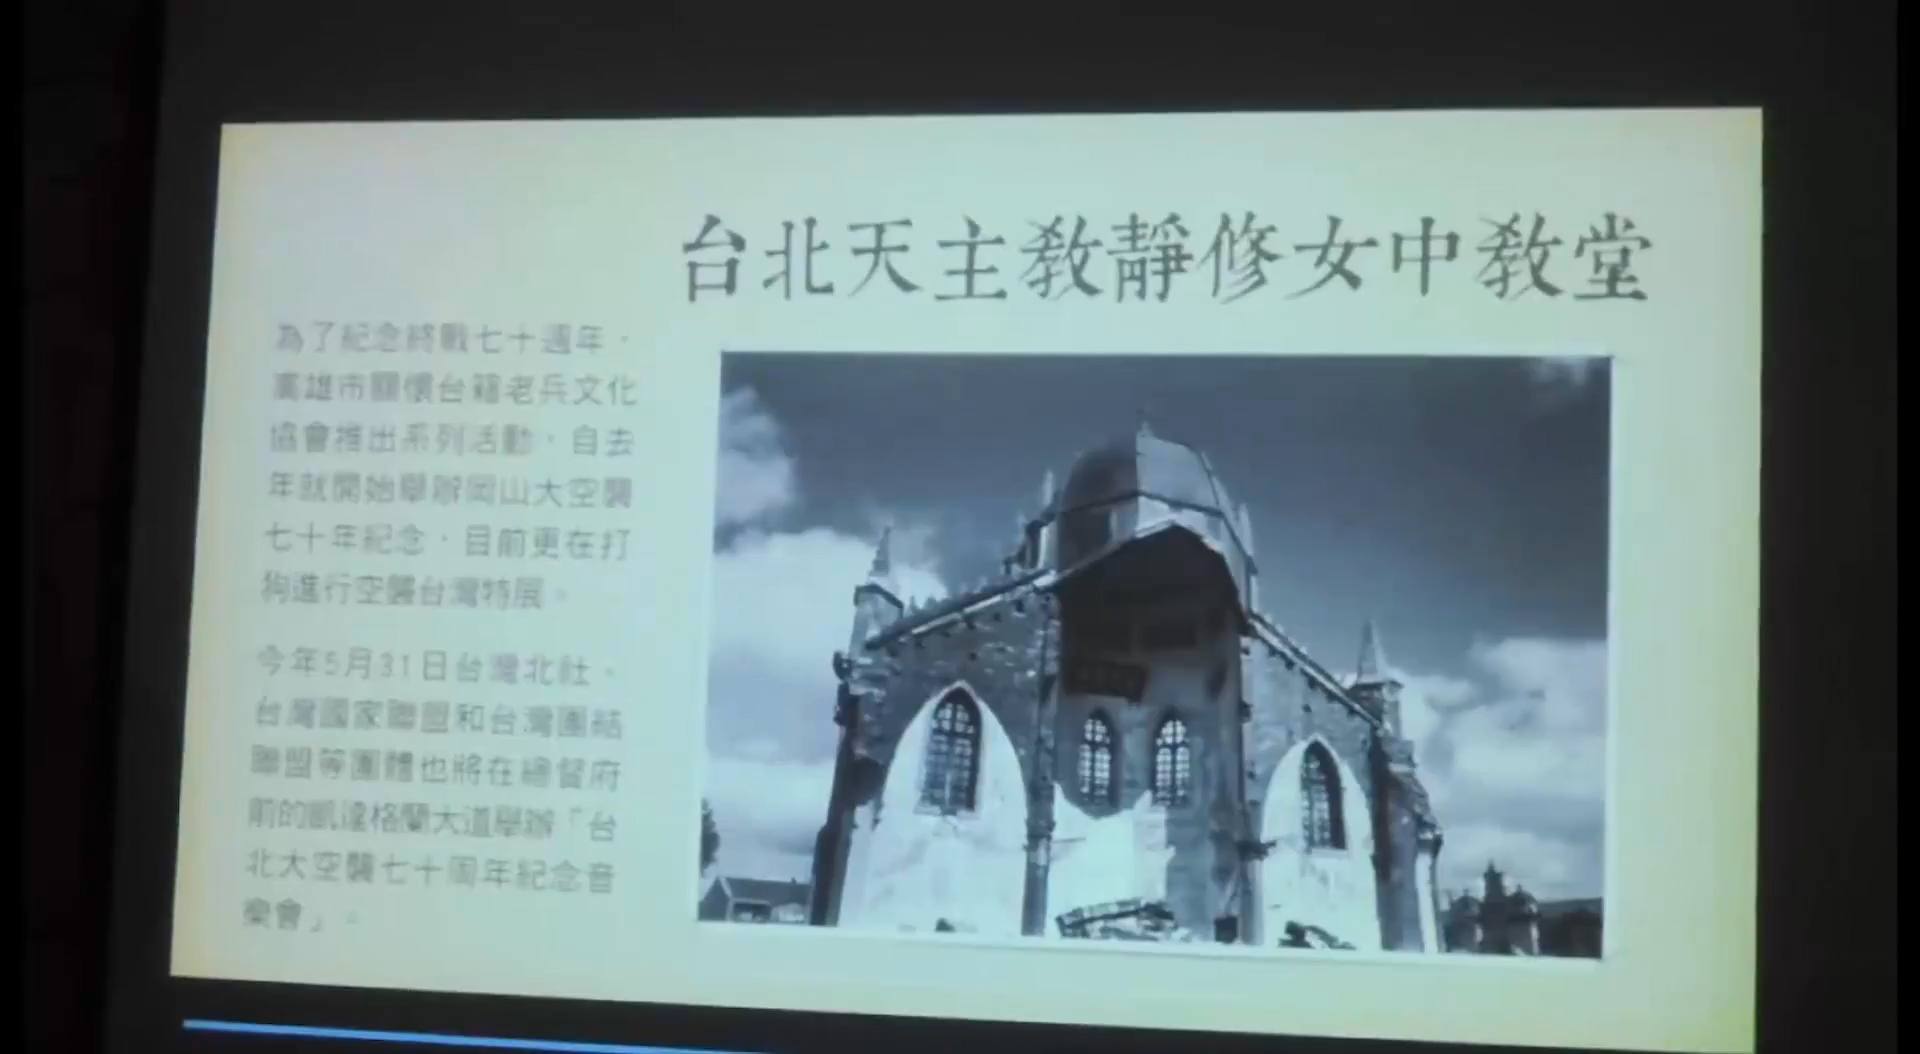 台北天主教靜修女中教堂
為了紀念終戰七十週年，
高雄市關懷台籍老兵文化
協會推出系列活動，自去
年就開始舉辦岡山大空襲
七十年紀念，目前更在打
狗進行空襲台灣特展。
今年5月31日台灣北社、
台灣國家聯盟和台灣團結
聯盟等團體也將在總督府
前的凱達格蘭大道舉辦「台
北大空襲七十周年紀念音
樂會」。